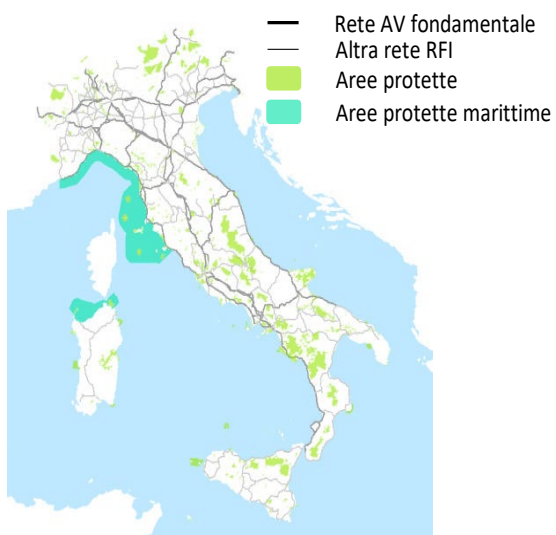 Rete AV fondamentale
Altra rete RFI
Aree protette
Aree protette marittime